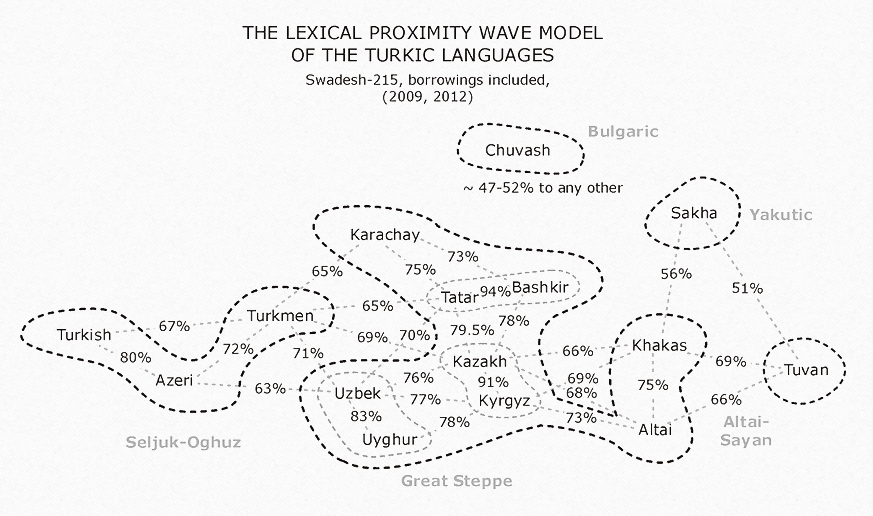 THE LEXICAL PROXIMITY WAVE MODEL
OF THE TURKIC LANGUAGES
Swadesh-215, borrowings included,
(2009, 2012)
Bulgaric
Chuvash
~ 47-52% to any other
Sakha
Yakutic
Karachay
73%
65%
75%
56%
Tatar
94%
Bashkir
51%
65%
Turkmen
67%
Turkish
69%
70%
79.5%
78%
72%
71%
80%
Kazakh
66%
Khakas
69%
Tuvan
Azeri
63%
76%
91%
69%
68%
75%
Uzbek
77%
Kyrgyz
66%
83%
78%
73%
Altai
Altai-
Sayan
Uyghur
Seljuk-Oghuz
Great Steppe